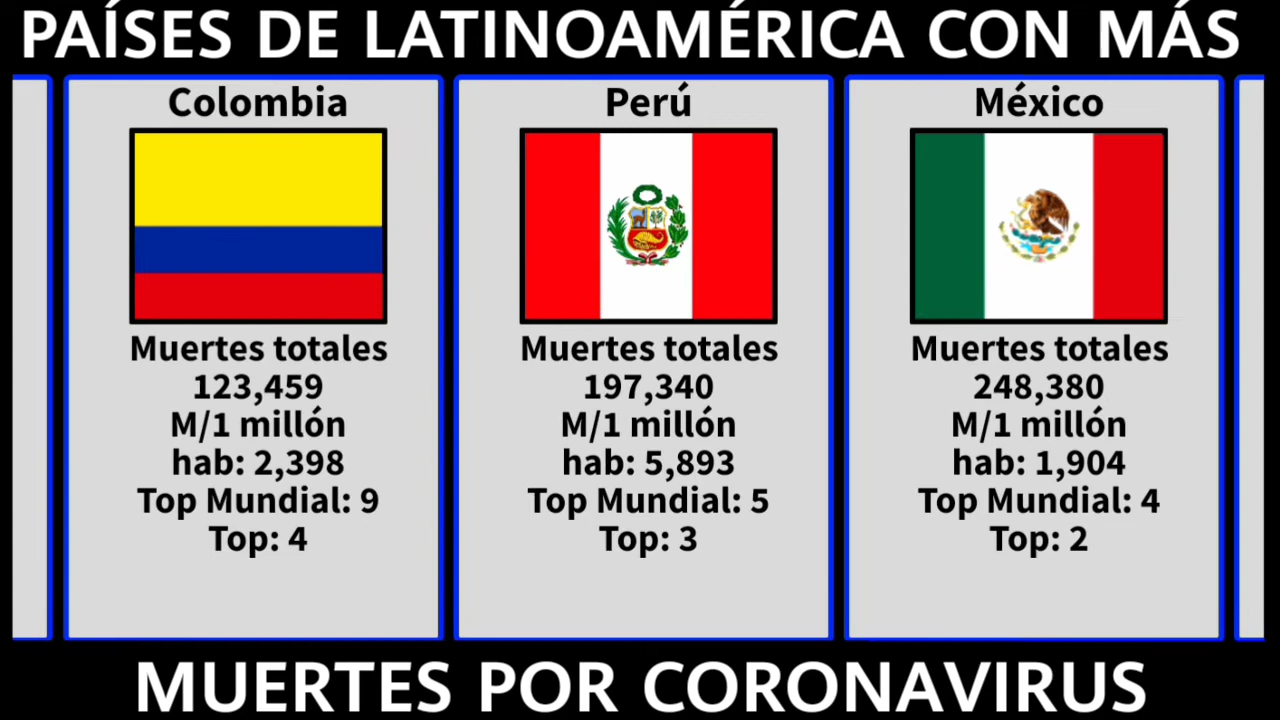 PAÍSES DE LATINOAMÉRICA CON MÁS
Colombia
Muertes totales
123,459
M/1 millón
hab: 2,398
Top Mundial: 9
Top: 4
Perú
Muertes totales
197,340
M/1 millón
hab: 5,893
Top Mundial: 5
Top: 3
México
Muertes totales
248,380
M/1 millón
hab: 1,904
Top Mundial: 4
Top: 2
MUERTES POR CORONAVIRUS